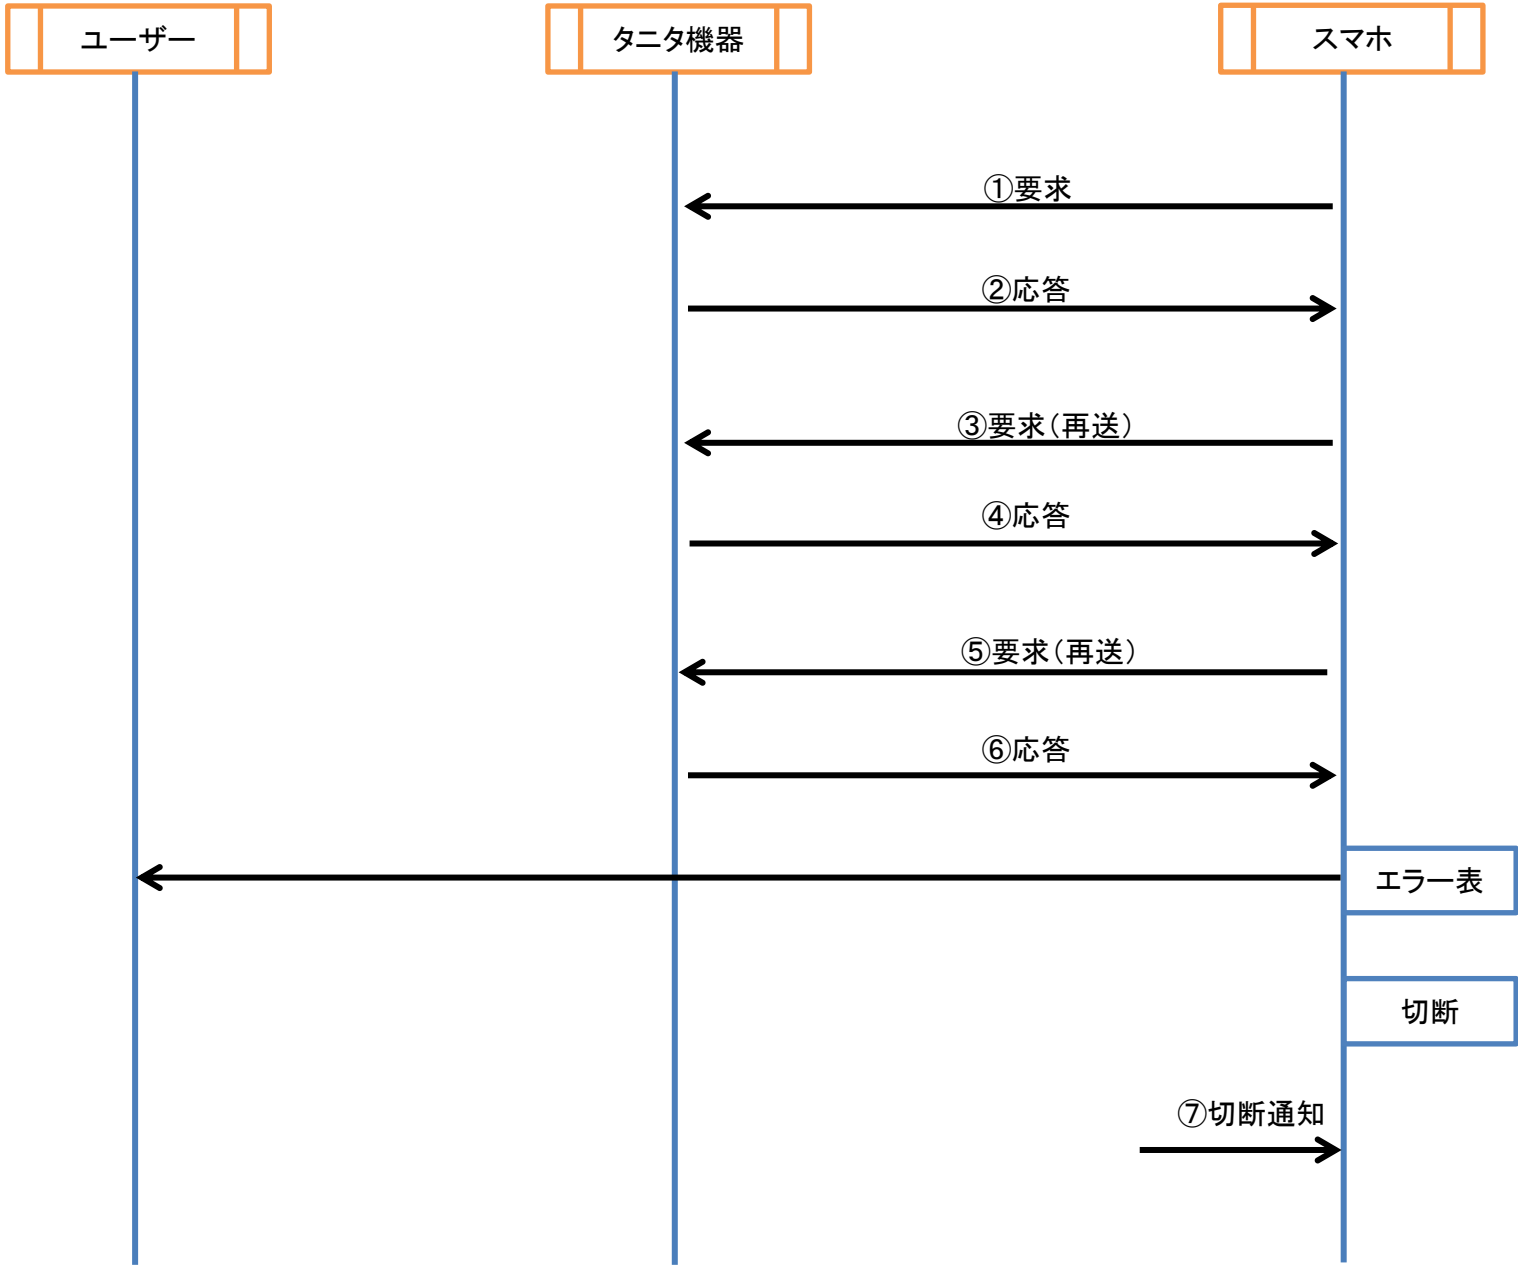 ユーザー
タニタ機器
スマホ
①要求
②応答
③要求(再送)
④応答
⑤要求(再送)
⑥応答
エラー表
切断
⑦切断通知